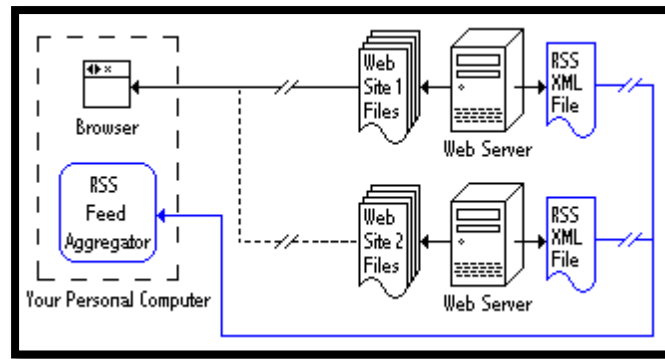 Browser
RSS
Feed
Aggregator
Your Personal Computer
Web
Site 1
Files
Web Server
RSS
XML
File
Web
Site 2
Files
Web Server
RSS
XML
File